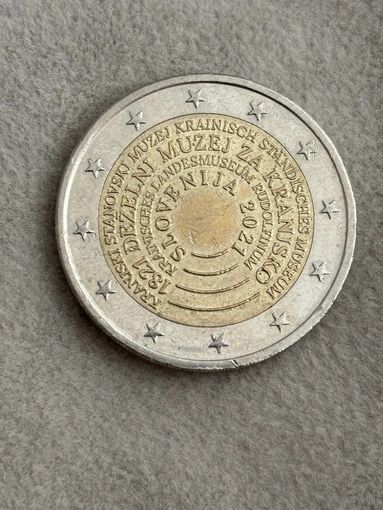 KRANJSKI STANOVSKI MUZEJ KRAINISCH STÄNDISCHES MUSEUM
1821 DEŽELNI MUZEJ ZA KRANJSKO
KRAINISCHES LANDESMUSEUM RUDOLFINUM
SLOVENIJA 2021